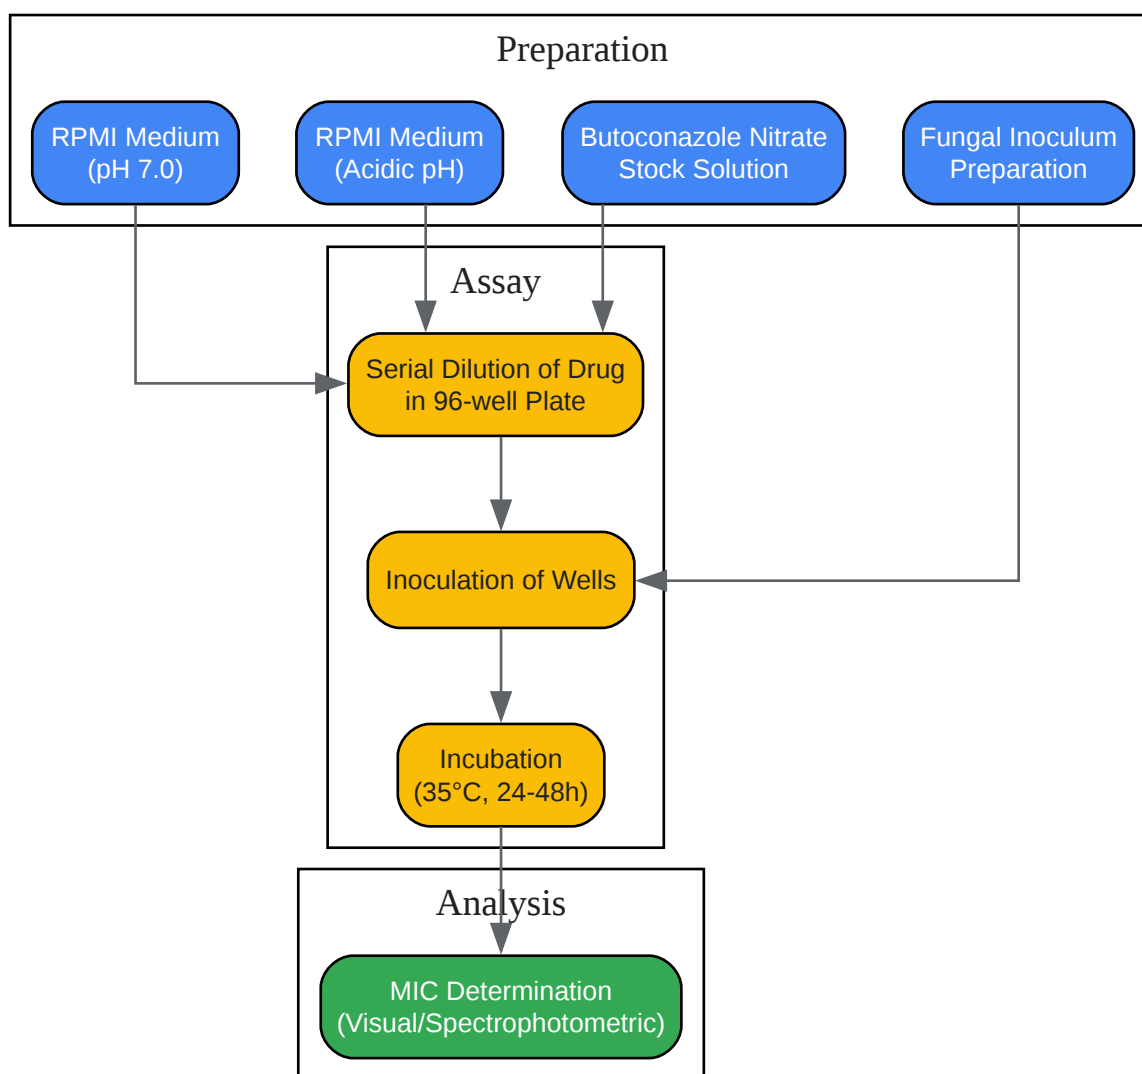 Preparation
RPMI Medium
(pH 7.0)
RPMI Medium
(Acidic pH)
Butoconazole Nitrate
Stock Solution
Fungal Inoculum
Preparation
Assay
Serial Dilution of Drug
in 96-well Plate
Inoculation of Wells
Incubation
(35°C, 24-48h)
Analysis
MIC Determination
(Visual/Spectrophotometric)